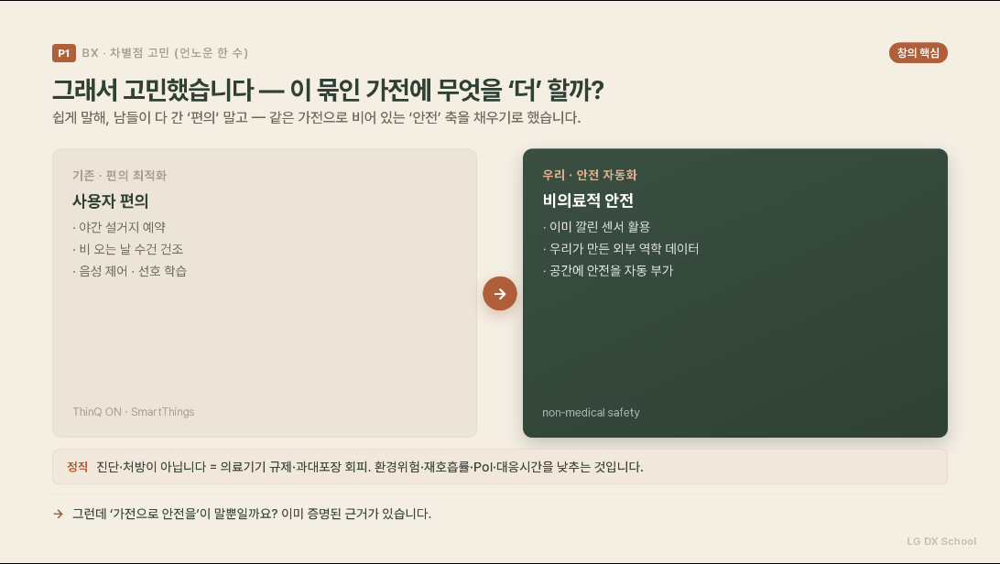 P1 BX · 차별점 고민 (언노운 한 수)
창의 핵심
그래서 고민했습니다 — 이 묶인 가전에 무엇을 ‘더’ 할까?
쉽게 말해, 남들이 다 간 ‘편의’ 말고 — 같은 가전으로 비어 있는 ‘안전’ 축을 채우기로 했습니다.
기존 · 편의 최적화
사용자 편의
· 야간 설거지 예약
· 비 오는 날 수건 건조
· 음성 제어 · 선호 학습
ThinQ ON · SmartThings
→
우리 · 안전 자동화
비의료적 안전
· 이미 깔린 센서 활용
· 우리가 만든 외부 역학 데이터
· 공간에 안전을 자동 부가
non-medical safety
정직 진단·처방이 아닙니다 = 의료기기 규제·과대포장 회피. 환경위험·재호흡률·PoI·대응시간을 낮추는 것입니다.
→ 그런데 ‘가전으로 안전을’이 말뿐일까요? 이미 증명된 근거가 있습니다.
LG DX School